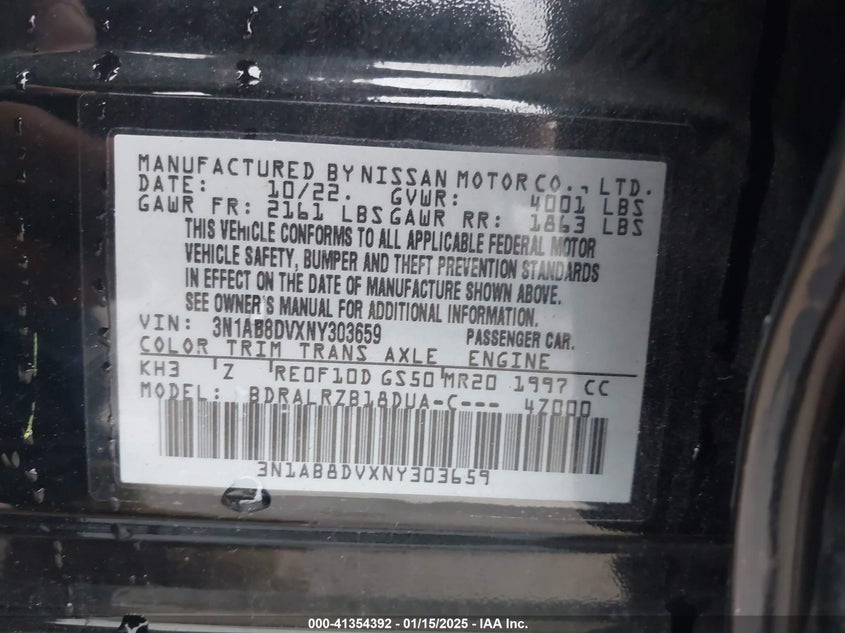 MANUFACTURED BY NISSAN MOTOR CO., LTD.
DATE: 10/22. GVWR: 4001 LBS
GAWR FR: 2161 LBS GAWR RR: 1863 LBS
THIS VEHICLE CONFORMS TO ALL APPLICABLE FEDERAL MOTOR
VEHICLE SAFETY, BUMPER AND THEFT PREVENTION STANDARDS
IN EFFECT ON THE DATE OF MANUFACTURE SHOWN ABOVE.
SEE OWNER'S MANUAL FOR ADDITIONAL INFORMATION.
VIN: 3N1AB8DVXNY303659 PASSENGER CAR.
COLOR TRIM TRANS AXLE ENGINE
KH3 Z RE0F10D GS50 MR20 1997 CC
MODEL: BDRALRZB18DUA-C--- 4Z000
3N1AB8DVXNY303659
000-41354392 - 01/15/2025 - IAA Inc.